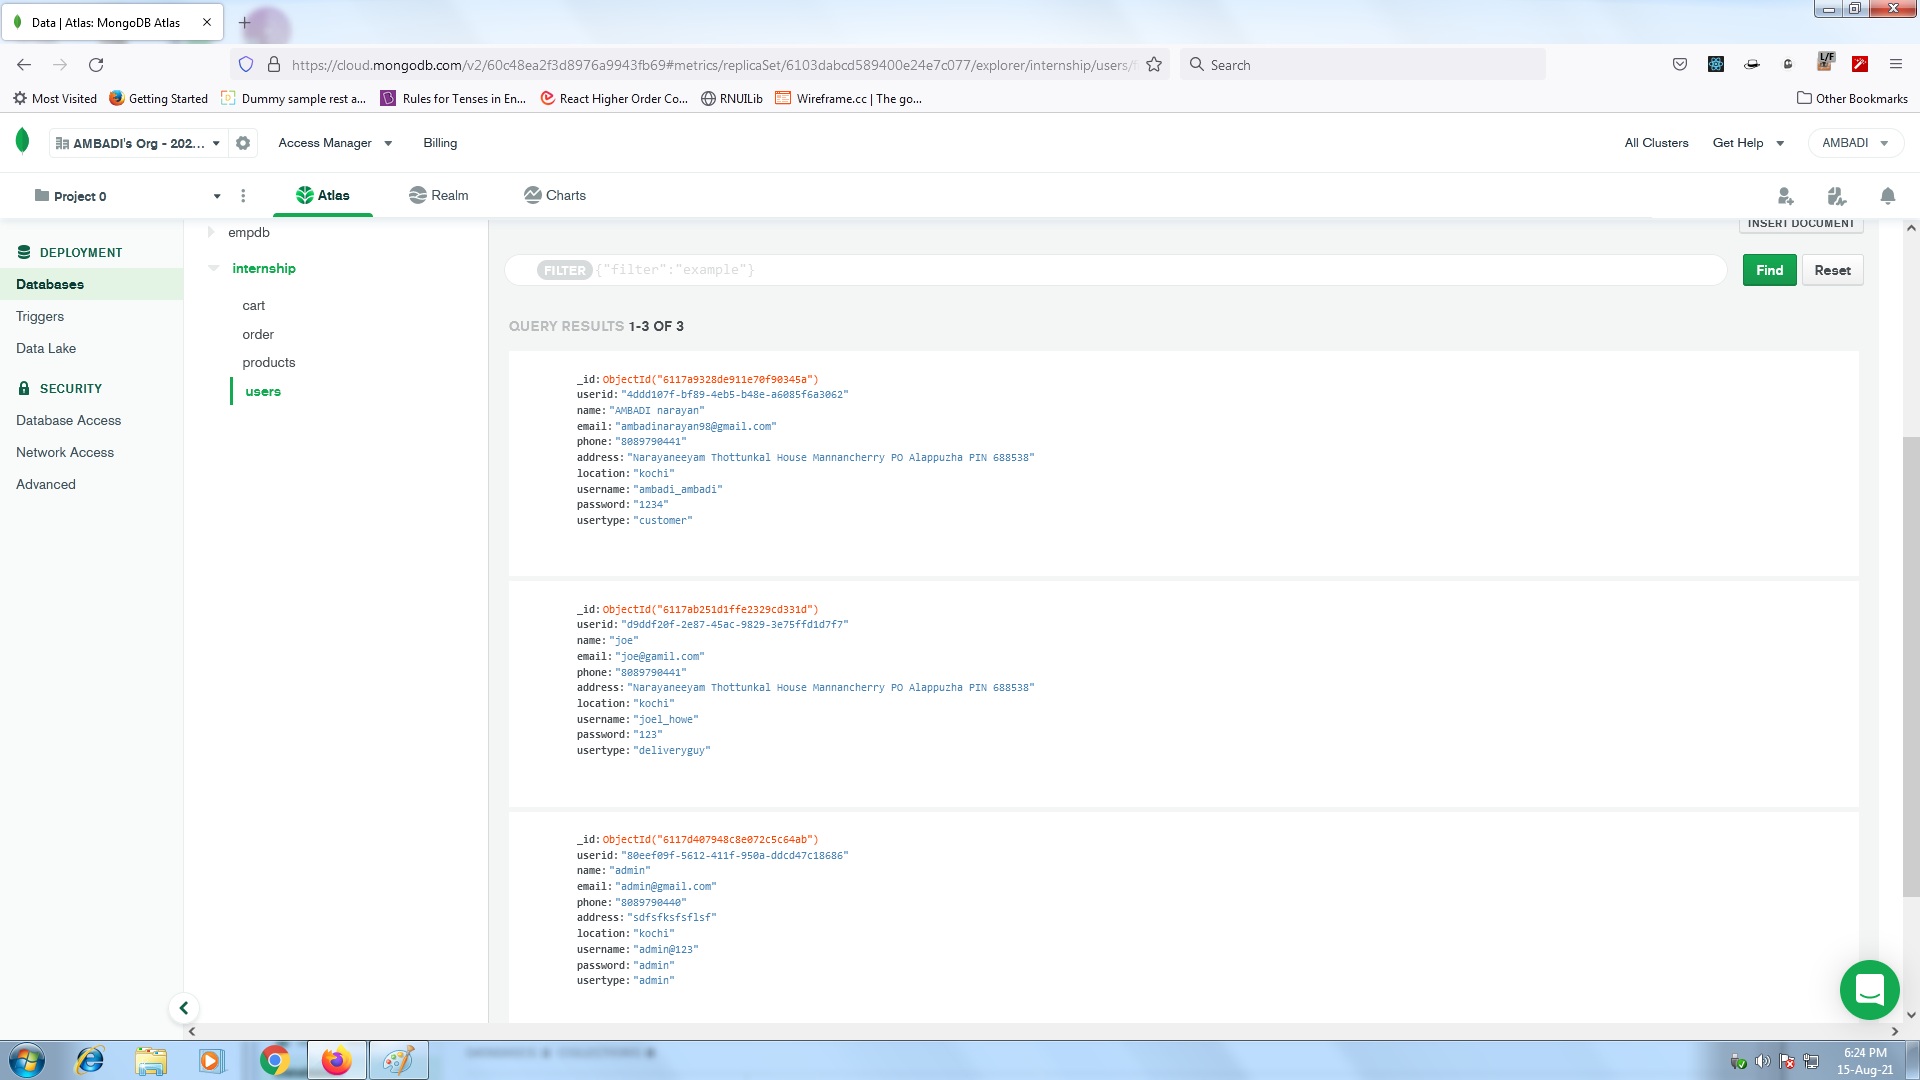 Data | Atlas: MongoDB Atlas
https://cloud.mongodb.com/v2/60c48ea2f3d8976a9943fb69#metrics/replicaSet/6103dabcd589400e24e7c077/explorer/internship/users/
Search
L/F
Most Visited
Getting Started
Dummy sample rest a...
Rules for Tenses in En...
React Higher Order Co...
RNUILib
Wireframe.cc | The go...
Other Bookmarks
AMBADI's Org - 202...
Access Manager
Billing
All Clusters
Get Help
AMBADI
Project 0
Atlas
Realm
Charts
DEPLOYMENT
Databases
Triggers
Data Lake
SECURITY
Database Access
Network Access
Advanced
empdb
internship
cart
order
products
users
INSERT DOCUMENT
FILTER {"filter":"example"}
Find
Reset
QUERY RESULTS 1-3 OF 3
_id: ObjectId("6117a9328de911e70f90345a")
userid: "4ddd107f-bf89-4eb5-b48e-a6085f6a3062"
name: "AMBADI narayan"
email: "ambadinarayan98@gmail.com"
phone: "8089790441"
address: "Narayaneeyam Thottunkal House Mannancherry PO Alappuzha PIN 688538"
location: "kochi"
username: "ambadi_ambadi"
password: "1234"
usertype: "customer"
_id: ObjectId("6117ab251d1ffe2329cd331d")
userid: "d9ddf20f-2e87-45ac-9829-3e75ffd1d7f7"
name: "joe"
email: "joe@gamil.com"
phone: "8089790441"
address: "Narayaneeyam Thottunkal House Mannancherry PO Alappuzha PIN 688538"
location: "kochi"
username: "joel_howe"
password: "123"
usertype: "deliveryguy"
_id: ObjectId("6117d407948c8e072c5c64ab")
userid: "80eef09f-5612-411f-950a-ddcd47c18686"
name: "admin"
email: "admin@gmail.com"
phone: "8089790440"
address: "sdfsfksfsflsf"
location: "kochi"
username: "admin@123"
password: "admin"
usertype: "admin"
6:24 PM
15-Aug-21